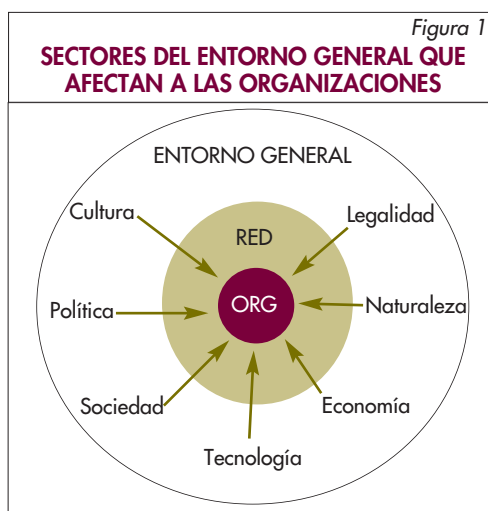 Figura 1
SECTORES DEL ENTORNO GENERAL QUE
AFECTAN A LAS ORGANIZACIONES
ENTORNO GENERAL
Cultura
Legalidad
RED
ORG
Política
Naturaleza
Sociedad
Economía
Tecnología